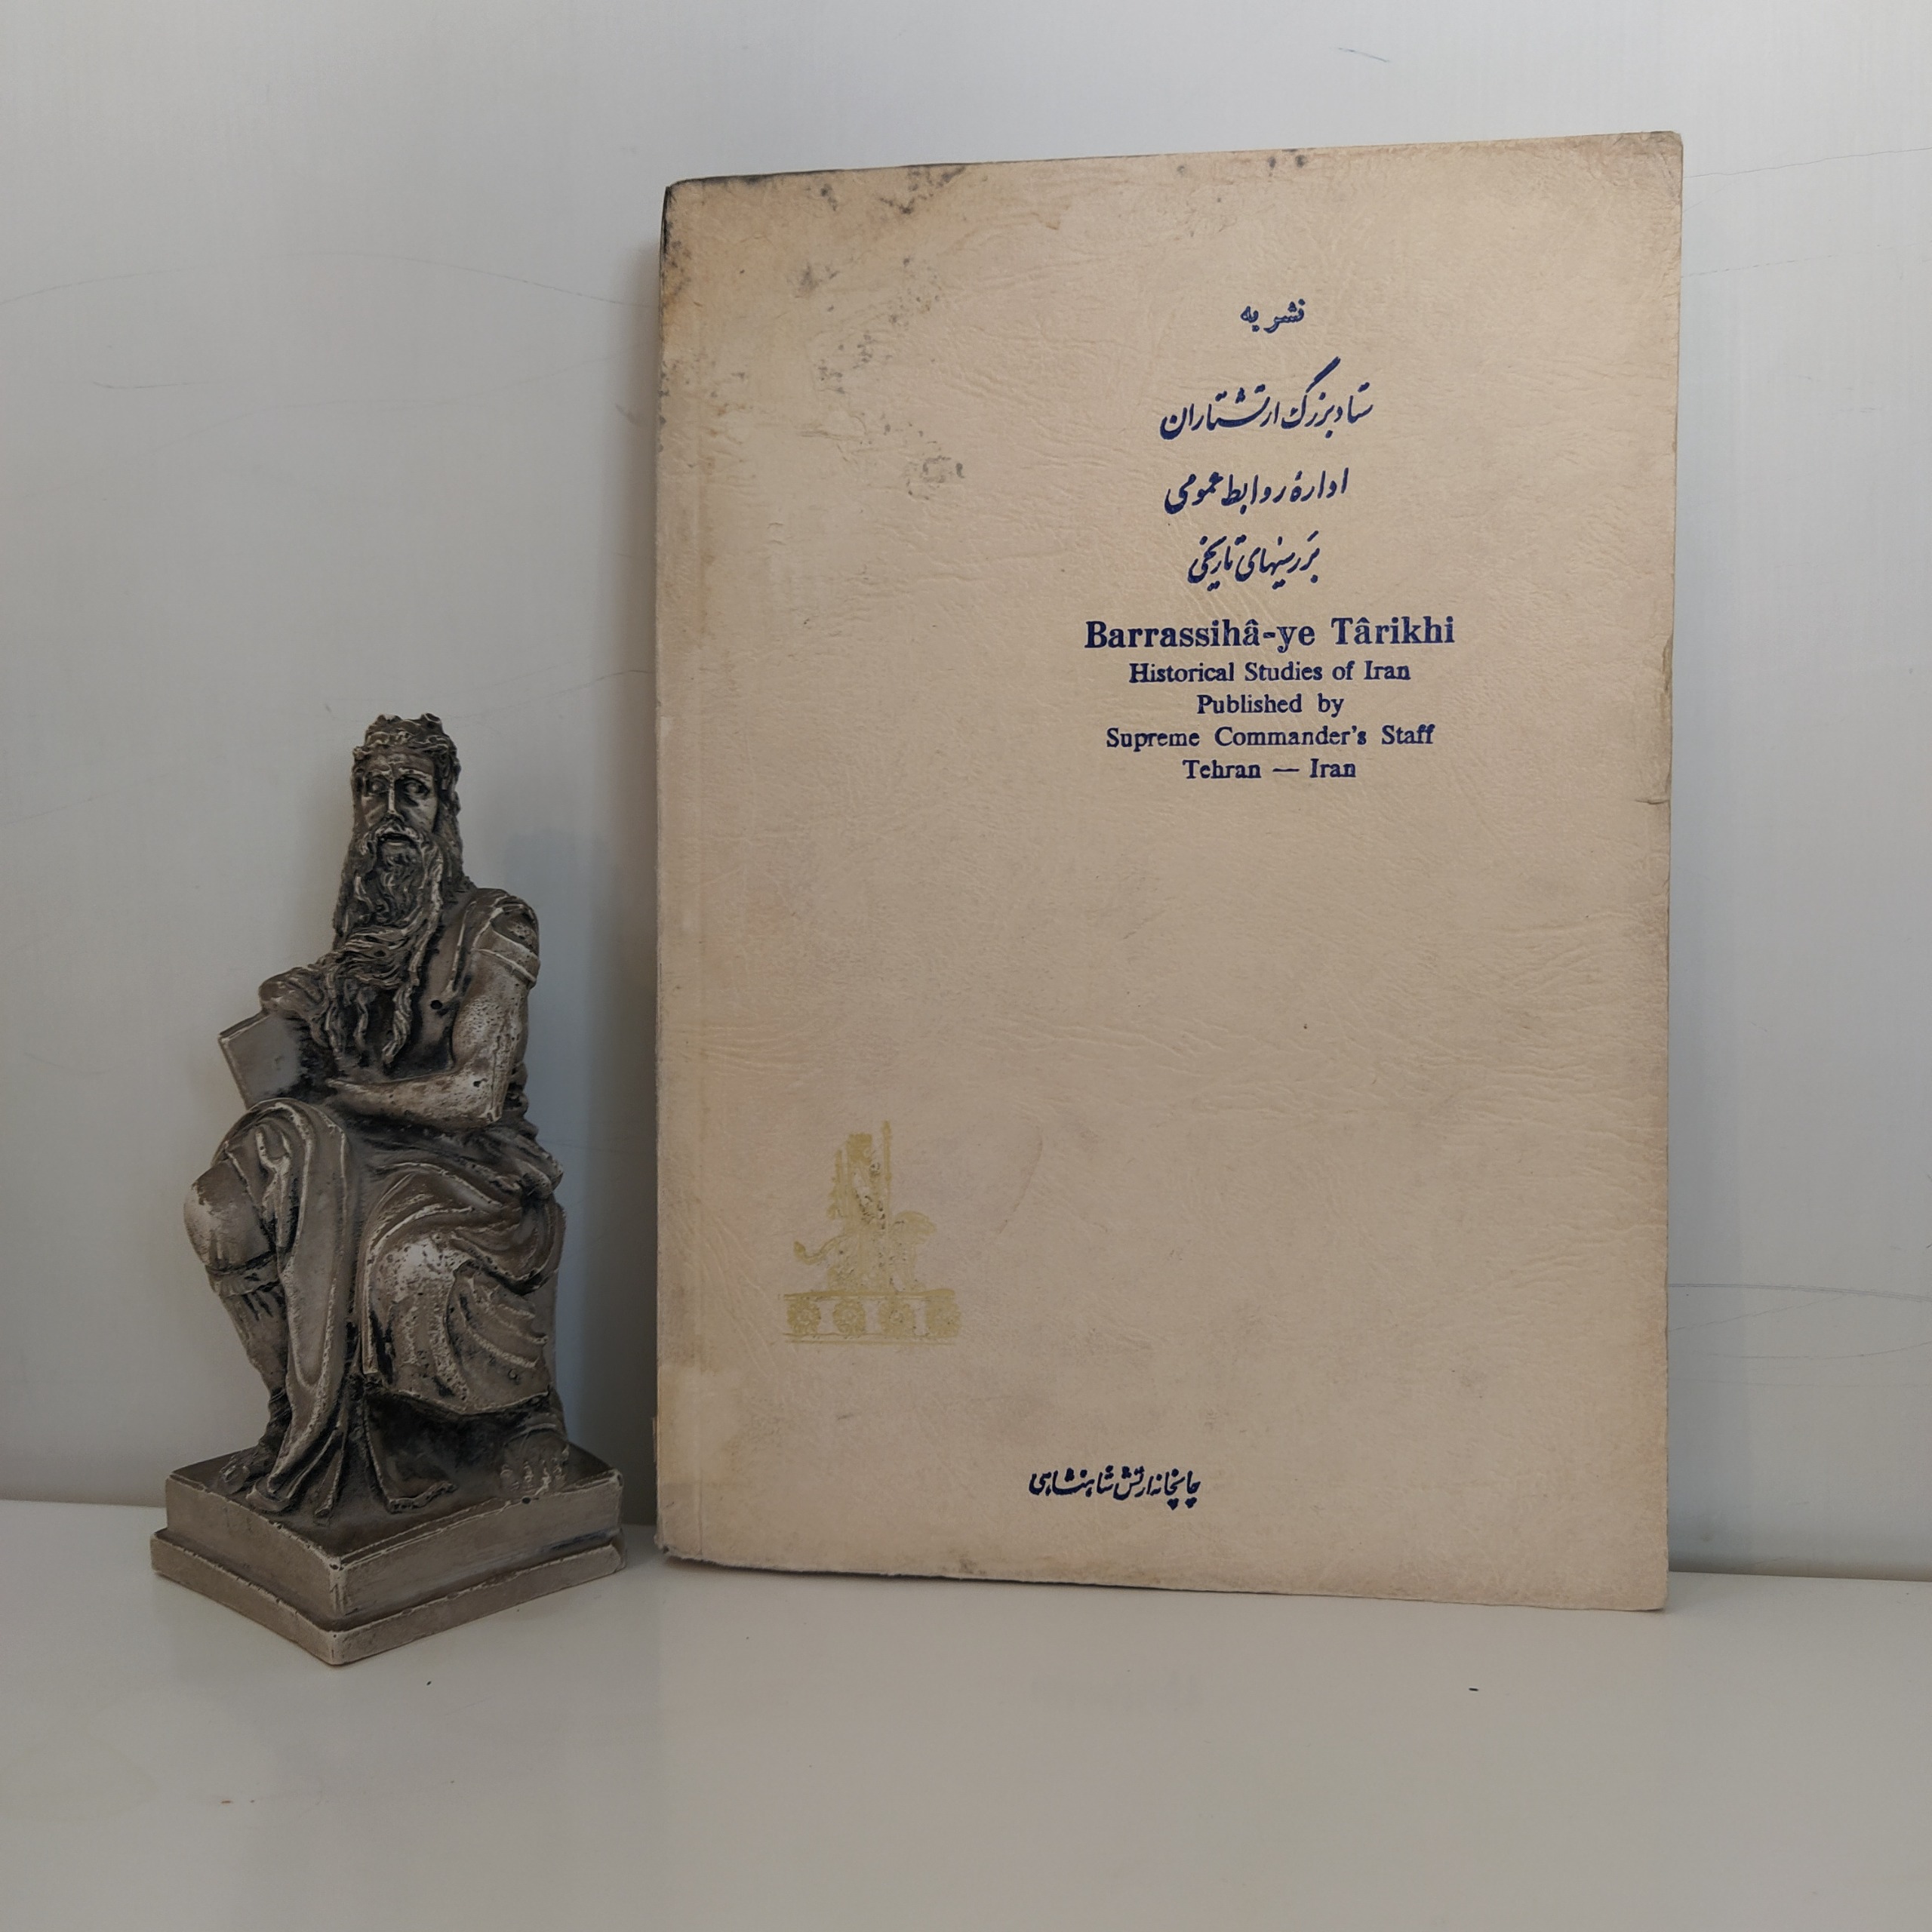 نشریه
ستاد بزرگ ارتشتاران
ادارهٔ روابط عمومی
بررسیهای تاریخی
Barrassihâ-ye Târikhi
Historical Studies of Iran
Published by
Supreme Commander's Staff
Tehran — Iran
چاپخانه ارتش شاهنشاهی